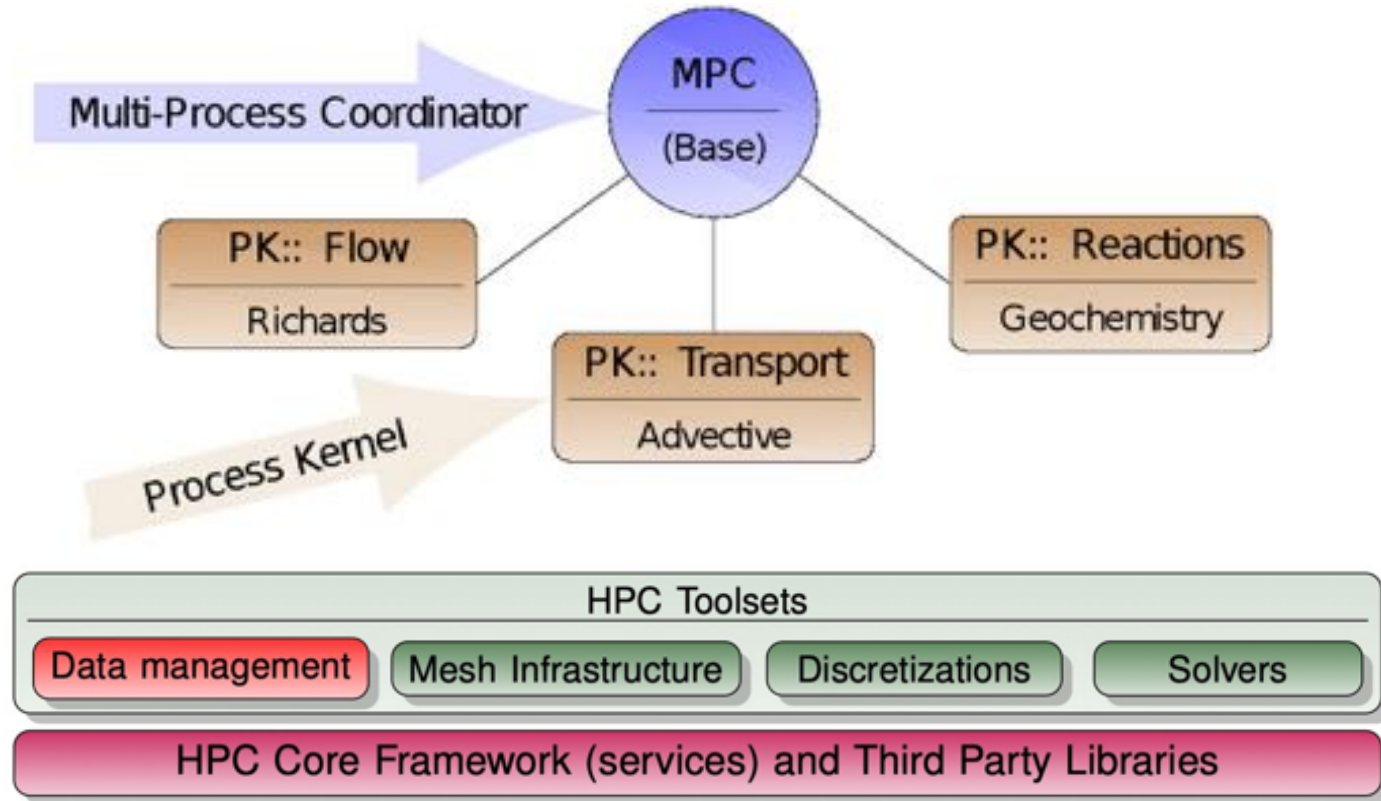 MPC
Multi-Process Coordinator
(Base)
PK:: Flow
Richards
PK:: Reactions
Geochemistry
PK:: Transport
Advective
Process Kernel
HPC Toolsets
Data management
Mesh Infrastructure
Discretizations
Solvers
HPC Core Framework (services) and Third Party Libraries